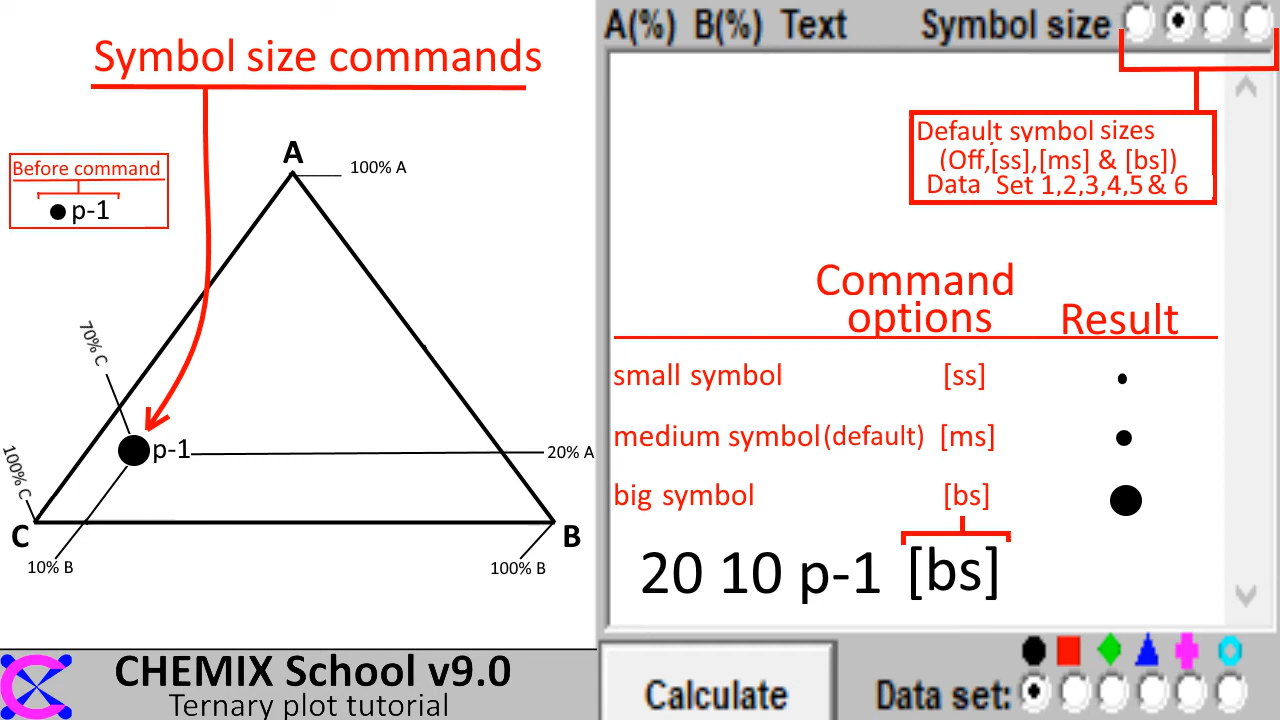 Symbol size commands
Before command
p-1
A
100% A
70% C
p-1
20% A
100% C
C
B
10% B
100% B
CHEMIX School v9.0
Ternary plot tutorial
A(%) B(%) Text Symbol size
Default symbol sizes
(Off,[ss],[ms] & [bs])
Data Set 1,2,3,4,5 & 6
Command
options Result
small symbol [ss]
medium symbol(default) [ms]
big symbol [bs]
20 10 p-1 [bs]
Calculate
Data set: